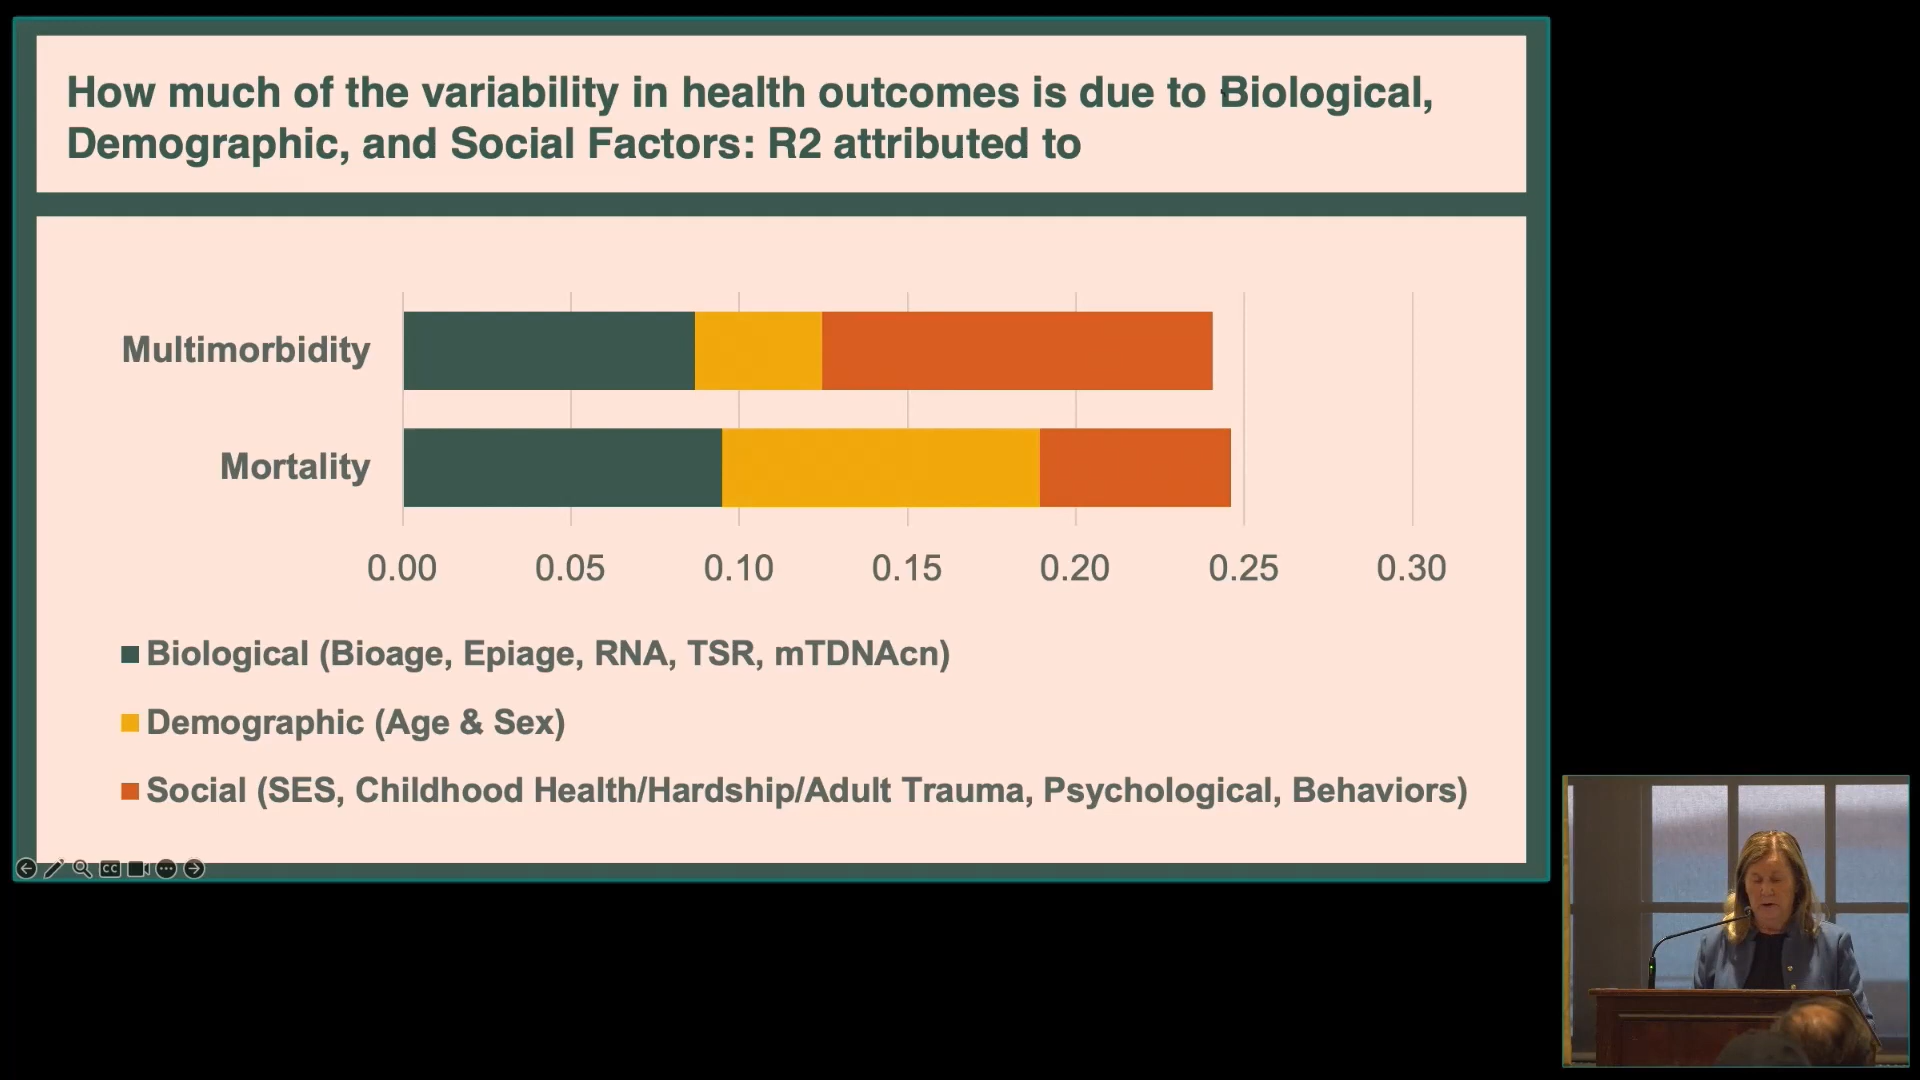 How much of the variability in health outcomes is due to Biological,
Demographic, and Social Factors: R2 attributed to
Multimorbidity
Mortality
0.00 0.05 0.10 0.15 0.20 0.25 0.30
Biological (Bioage, Epiage, RNA, TSR, mTDNAcn)
Demographic (Age & Sex)
Social (SES, Childhood Health/Hardship/Adult Trauma, Psychological, Behaviors)
CC